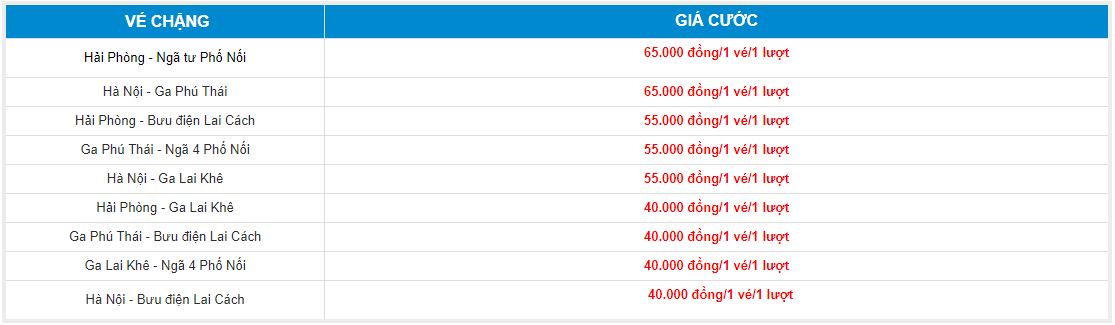 VÉ CHẶNG GIÁ CƯỚC
Hải Phòng - Ngã tư Phố Nối 65.000 đồng/1 vé/1 lượt
Hà Nội - Ga Phú Thái 65.000 đồng/1 vé/1 lượt
Hải Phòng - Bưu điện Lai Cách 55.000 đồng/1 vé/1 lượt
Ga Phú Thái - Ngã 4 Phố Nối 55.000 đồng/1 vé/1 lượt
Hà Nội - Ga Lai Khê 55.000 đồng/1 vé/1 lượt
Hải Phòng - Ga Lai Khê 40.000 đồng/1 vé/1 lượt
Ga Phú Thái - Bưu điện Lai Cách 40.000 đồng/1 vé/1 lượt
Ga Lai Khê - Ngã 4 Phố Nối 40.000 đồng/1 vé/1 lượt
Hà Nội - Bưu điện Lai Cách 40.000 đồng/1 vé/1 lượt